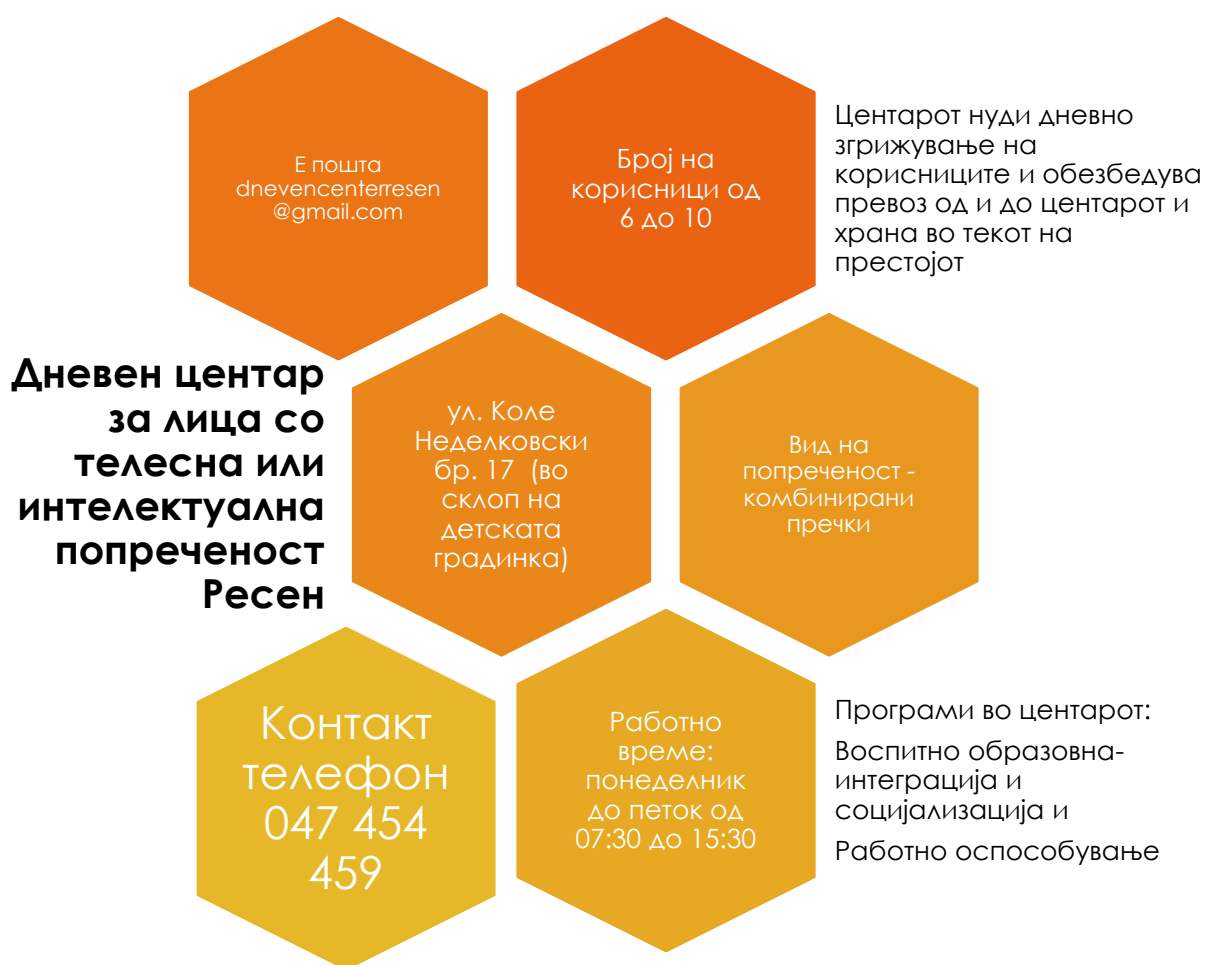 Е пошта
dnevencenterresen
@gmail.com
Број на
корисници од
6 до 10
Центарот нуди дневно
згрижување на
корисниците и обезбедува
превоз од и до центарот и
храна во текот на
престојот
Дневен центар
за лица со
телесна или
интелектуална
попреченост
Ресен
ул. Коле
Неделковски
бр. 17 (во
склоп на
детската
градинка)
Вид на
попреченост -
комбинирани
пречки
Контакт
телефон
047 454
459
Работно
време:
понеделник
до петок од
07:30 до 15:30
Програми во центарот:
Воспитно образовна-
интеграција и
социјализација и
Работно оспособување